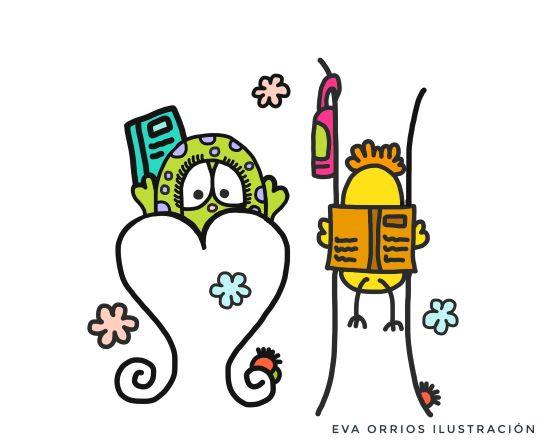 EVA ORRIOS ILUSTRACIÓN